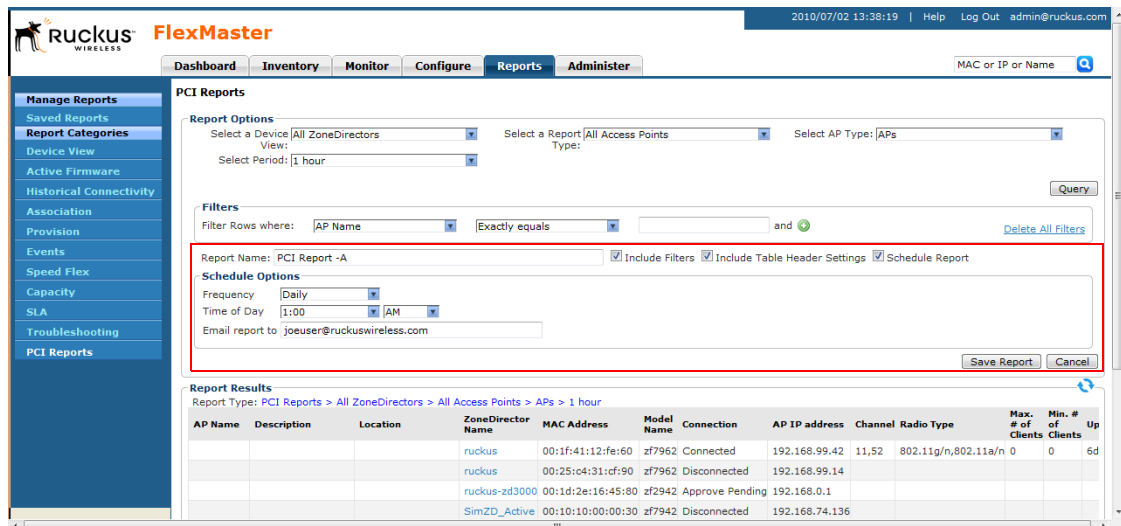 2010/07/02 13:38:19 | Help Log Out admin@ruckus.com
Ruckus WIRELESS FlexMaster
Dashboard Inventory Monitor Configure Reports Administer MAC or IP or Name
Manage Reports
Saved Reports
Report Categories
Device View
Active Firmware
Historical Connectivity
Association
Provision
Events
Speed Flex
Capacity
SLA
Troubleshooting
PCI Reports
PCI Reports
Report Options
Select a Device View: All ZoneDirectors Select a Report Type: All Access Points Select AP Type: APs
Select Period: 1 hour
Query
Filters
Filter Rows where: AP Name Exactly equals and
Delete All Filters
Report Name: PCI Report -A Include Filters Include Table Header Settings Schedule Report
Schedule Options
Frequency Daily
Time of Day 1:00 AM
Email report to joeuser@ruckuswireless.com
Save Report Cancel
Report Results
Report Type: PCI Reports > All ZoneDirectors > All Access Points > APs > 1 hour
AP Name Description Location ZoneDirector Name MAC Address Model Name Connection AP IP address Channel Radio Type Max. # of Clients Min. # of Clients Up
ruckus 00:1f:41:12:fe:60 zf7962 Connected 192.168.99.42 11,52 802.11g/n,802.11a/n 0 0 6d
ruckus 00:25:c4:31:cf:90 zf7962 Disconnected 192.168.99.14
ruckus-zd3000 00:1d:2e:16:45:80 zf2942 Approve Pending 192.168.0.1
SimZD_Active 00:10:10:00:00:30 zf7942 Disconnected 192.168.74.136